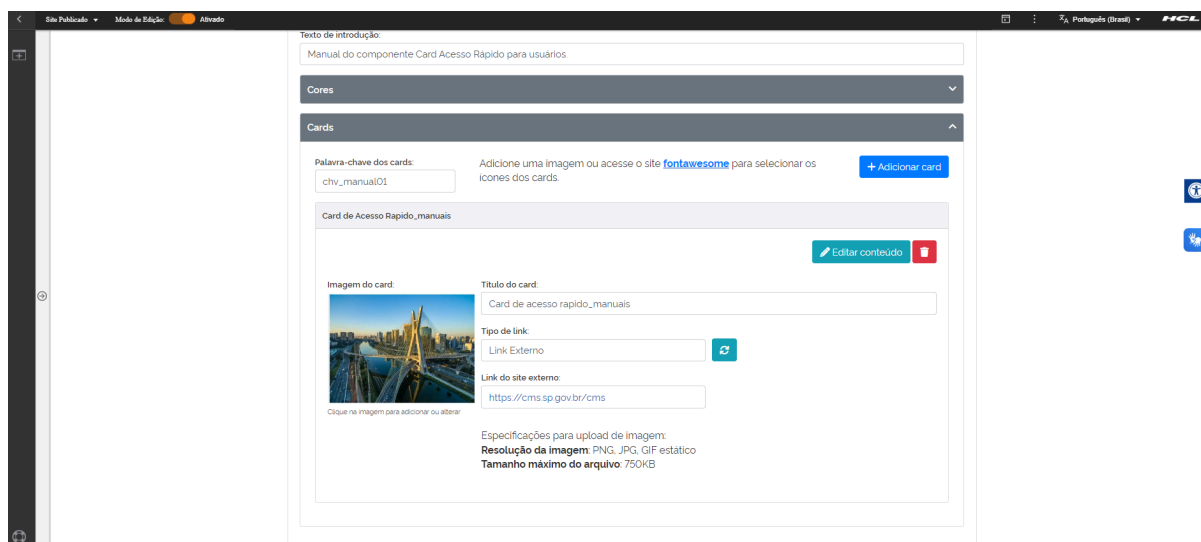 Site Publicado
Modo de Edição:
Ativado
Português (Brasil)
HCL
Texto de introdução:
Manual do componente Card Acesso Rápido para usuários
Cores
Cards
Palavra-chave dos cards:
chv_manual01
Adicione uma imagem ou acesse o site fontawesome para selecionar os
ícones dos cards.
+ Adicionar card
Card de Acesso Rapido_manuais
Editar conteúdo
Imagem do card:
Clique na imagem para adicionar ou alterar
Título do card:
Card de acesso rapido_manuais
Tipo de link:
Link Externo
Link do site externo:
https://cms.sp.gov.br/cms
Especificações para upload de imagem:
Resolução da imagem: PNG, JPG, GIF estático
Tamanho máximo do arquivo: 750KB